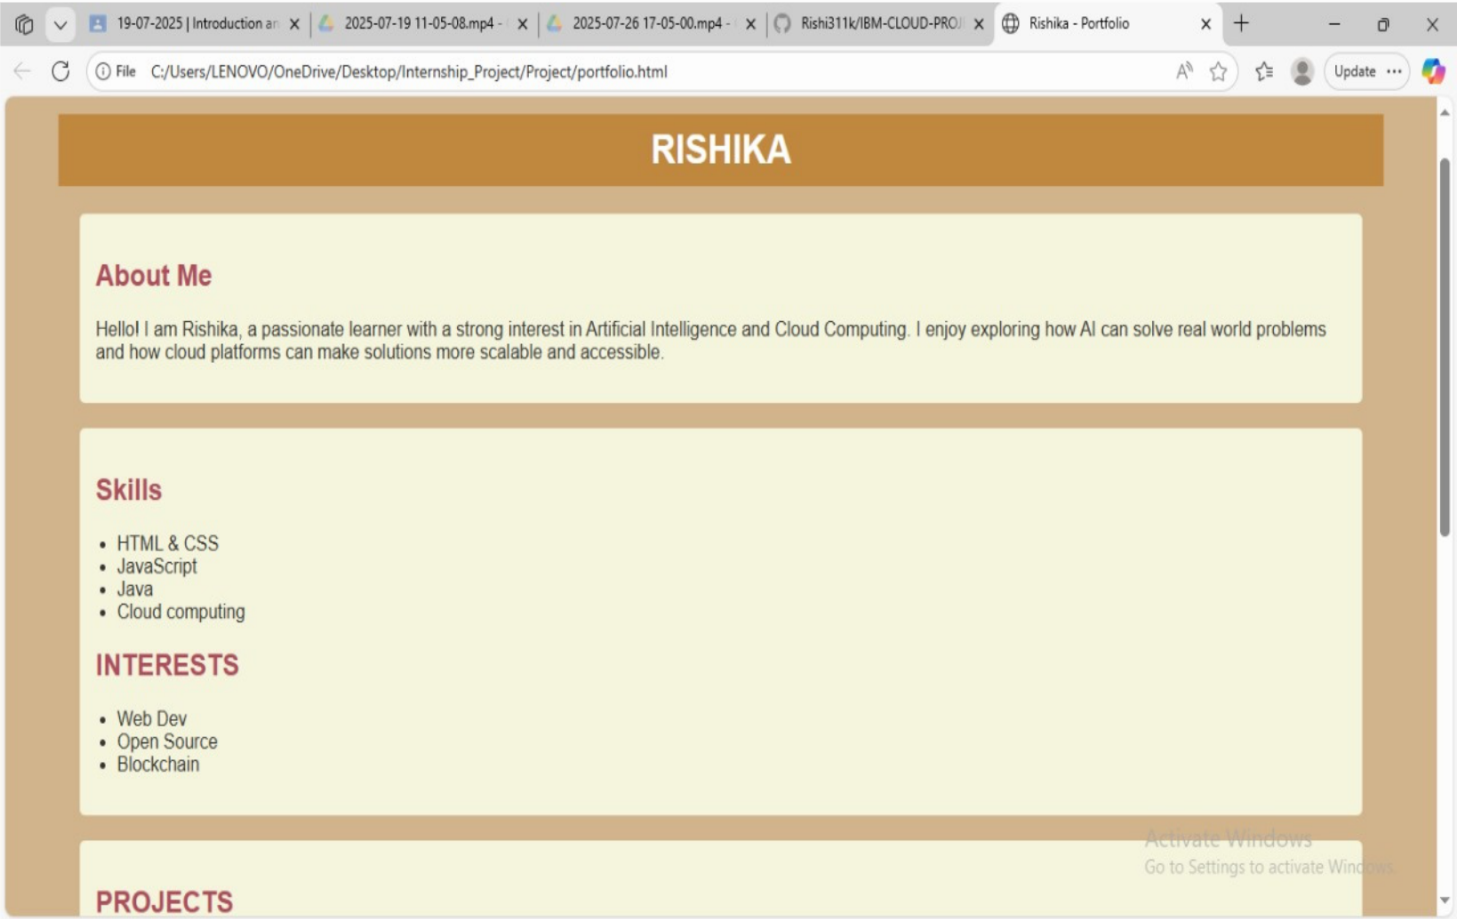 19-07-2025 | Introduction an
2025-07-19 11-05-08.mp4 -
2025-07-26 17-05-00.mp4 -
Rishi311k/IBM-CLOUD-PROJ
Rishika - Portfolio
File C:/Users/LENOVO/OneDrive/Desktop/Internship_Project/Project/portfolio.html
Update
RISHIKA
About Me
Hello! I am Rishika, a passionate learner with a strong interest in Artificial Intelligence and Cloud Computing. I enjoy exploring how AI can solve real world problems
and how cloud platforms can make solutions more scalable and accessible.
Skills
• HTML & CSS
• JavaScript
• Java
• Cloud computing
INTERESTS
• Web Dev
• Open Source
• Blockchain
Activate Windows
Go to Settings to activate Windows.
PROJECTS